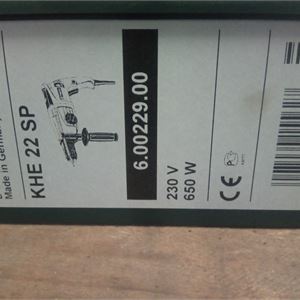 Made in Germany
KHE 22 SP
6.00229.00
230 V
650 W
CE